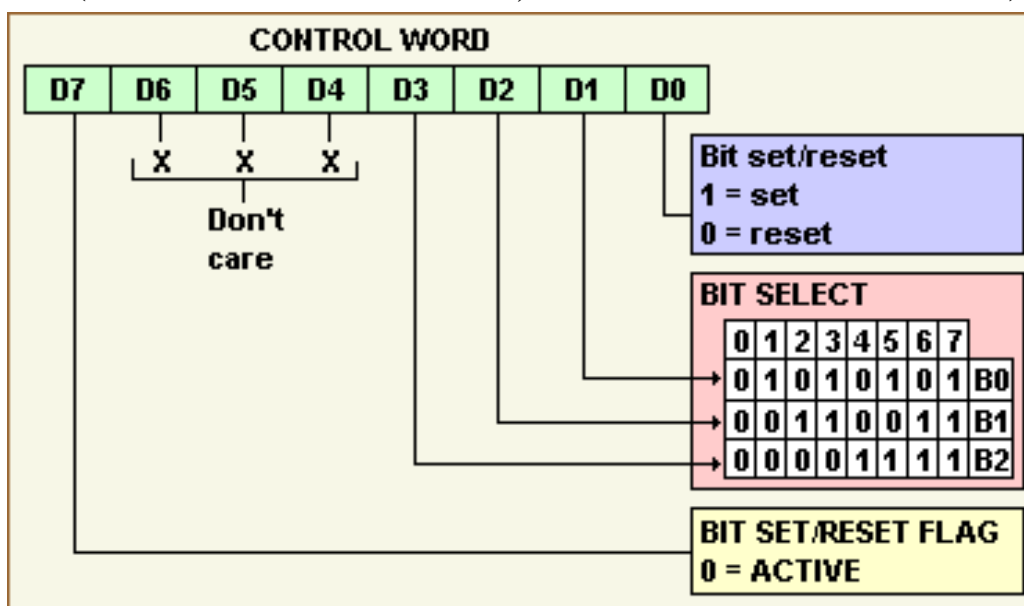 CONTROL WORD
D7 D6 D5 D4 D3 D2 D1 D0
X X X
Don't
care
Bit set/reset
1 = set
0 = reset
BIT SELECT
0 1 2 3 4 5 6 7
0 1 0 1 0 1 0 1 B0
0 0 1 1 0 0 1 1 B1
0 0 0 0 1 1 1 1 B2
BIT SET/RESET FLAG
0 = ACTIVE